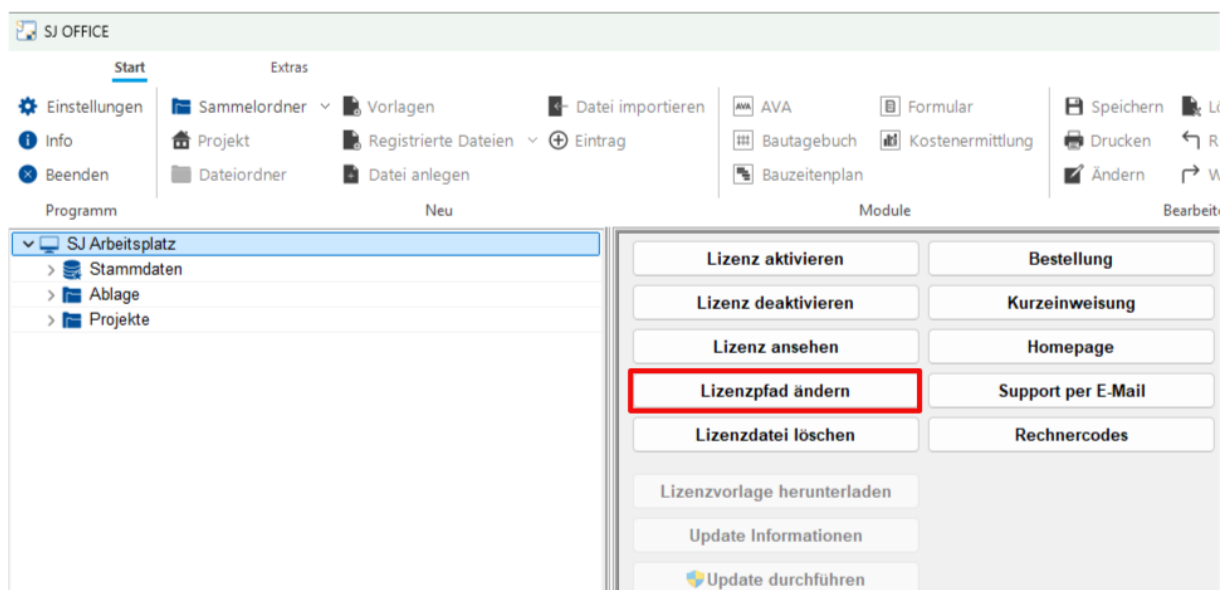 SJ OFFICE
Start Extras
Einstellungen Sammelordner Vorlagen Datei importieren AVA AVA Formular Speichern
Info Projekt Registrierte Dateien Eintrag Bautagebuch Kostenermittlung Drucken
Beenden Dateiordner Datei anlegen Bauzeitenplan Ändern
Programm Neu Module Bearbeite
SJ Arbeitsplatz
Stammdaten
Ablage
Projekte
Lizenz aktivieren Bestellung
Lizenz deaktivieren Kurzeinweisung
Lizenz ansehen Homepage
Lizenzpfad ändern Support per E-Mail
Lizenzdatei löschen Rechnercodes
Lizenzvorlage herunterladen
Update Informationen
Update durchführen